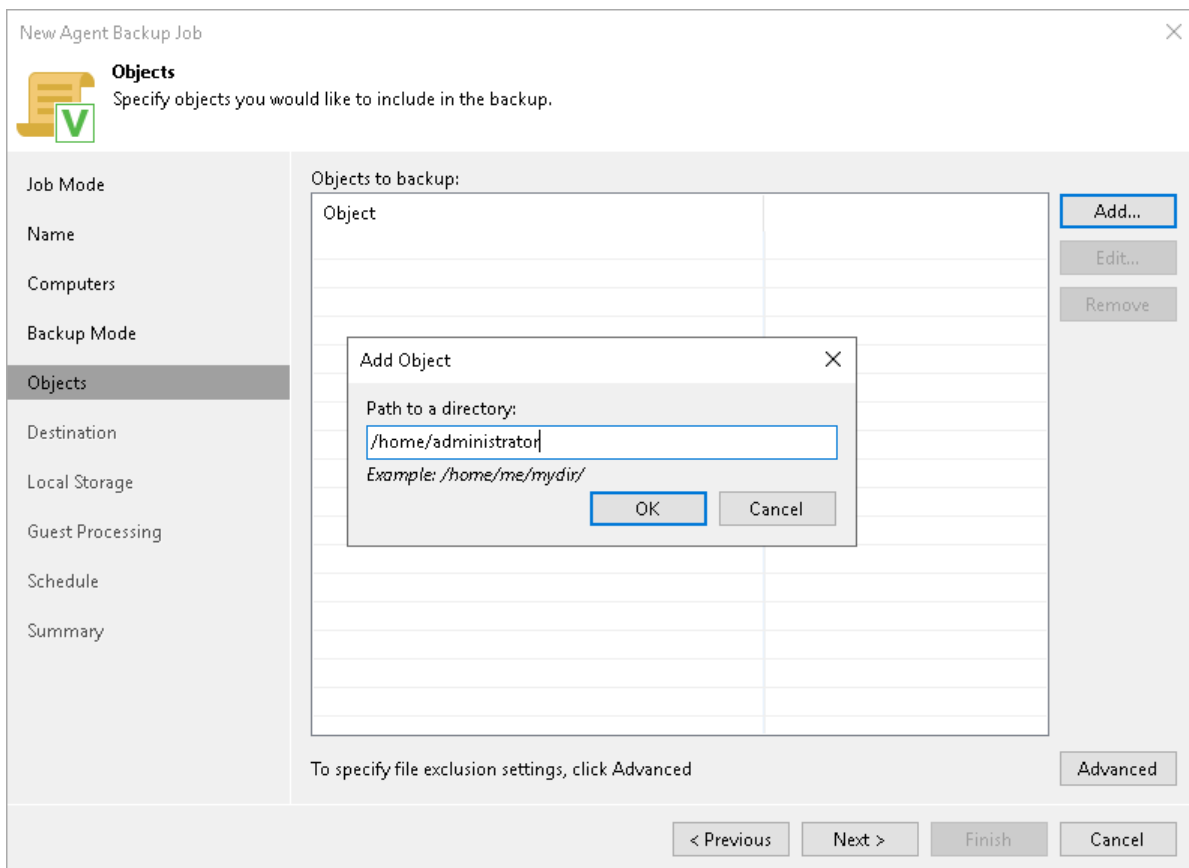 New Agent Backup Job
Objects
Specify objects you would like to include in the backup.
Job Mode
Name
Computers
Backup Mode
Objects
Destination
Local Storage
Guest Processing
Schedule
Summary
Objects to backup:
Object
Add...
Edit...
Remove
Add Object
Path to a directory:
/home/administrator
Example: /home/me/mydir/
OK Cancel
To specify file exclusion settings, click Advanced
Advanced
< Previous Next > Finish Cancel
V